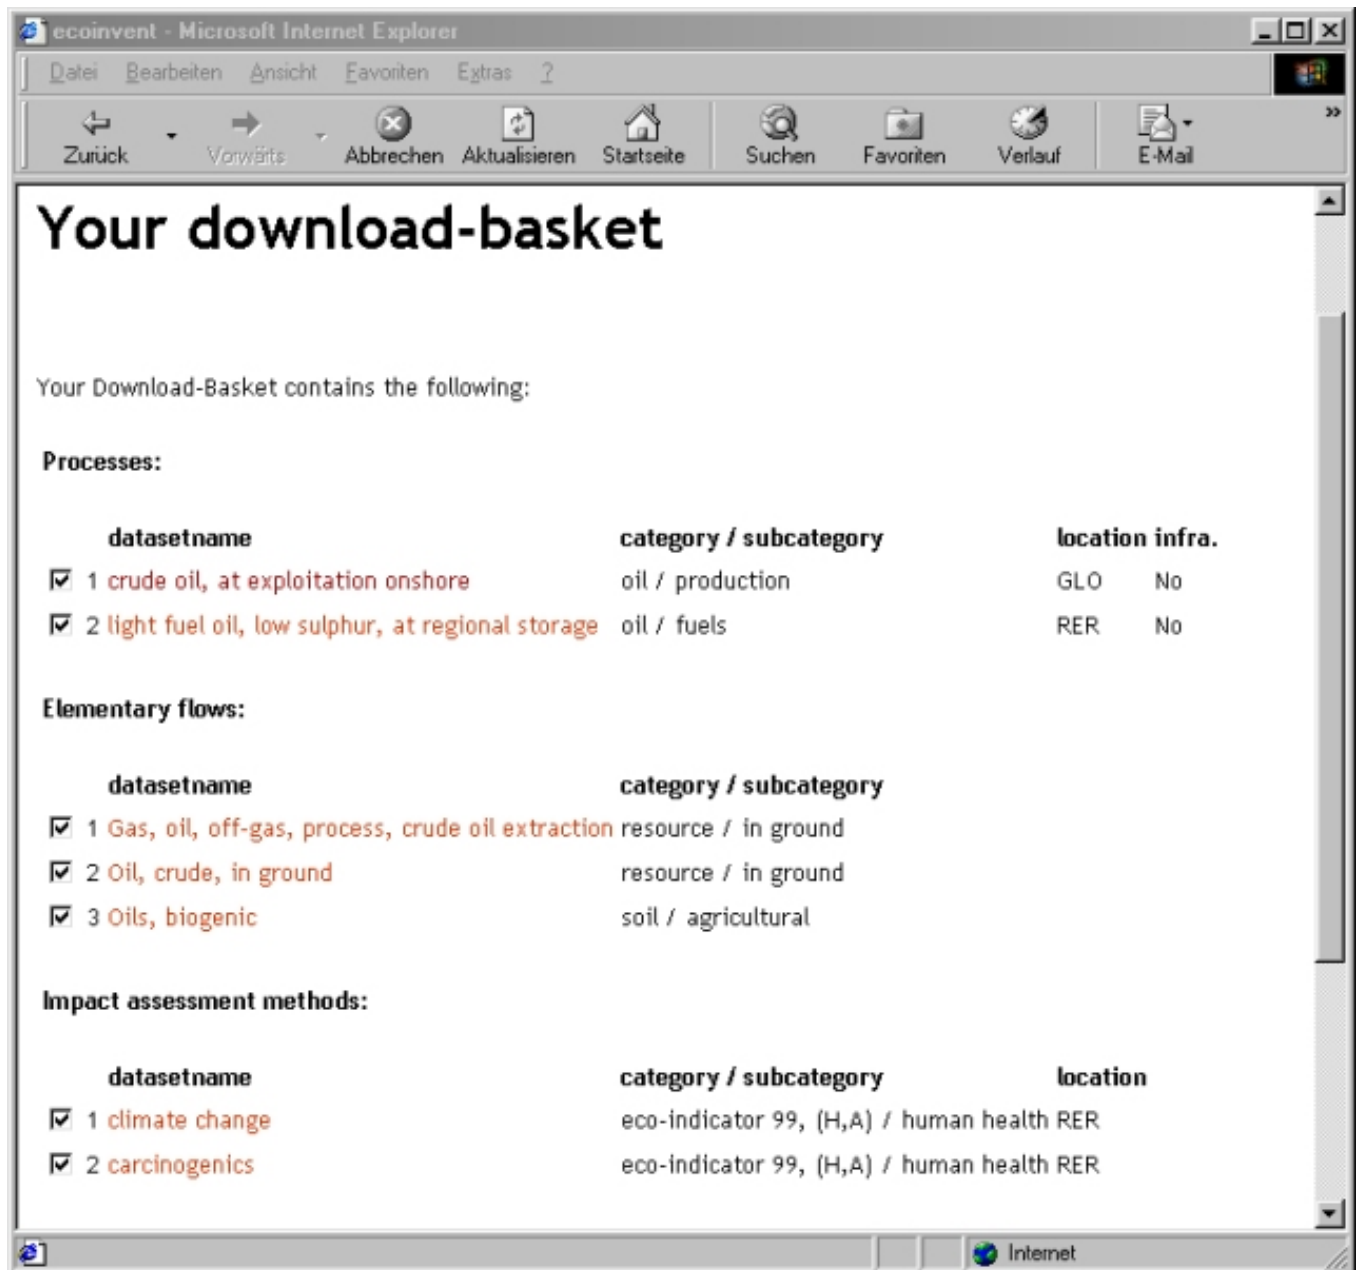 ecoinvent - Microsoft Internet Explorer
Datei Bearbeiten Ansicht Favoriten Extras ?
Zurück Vorwärts Abbrechen Aktualisieren Startseite Suchen Favoriten Verlauf E-Mail »
Your download-basket
Your Download-Basket contains the following:
Processes:
datasetname category / subcategory location infra.
1 crude oil, at exploitation onshore oil / production GLO No
2 light fuel oil, low sulphur, at regional storage oil / fuels RER No
Elementary flows:
datasetname category / subcategory
1 Gas, oil, off-gas, process, crude oil extraction resource / in ground
2 Oil, crude, in ground resource / in ground
3 Oils, biogenic soil / agricultural
Impact assessment methods:
datasetname category / subcategory location
1 climate change eco-indicator 99, (H,A) / human health RER
2 carcinogenics eco-indicator 99, (H,A) / human health RER
Internet